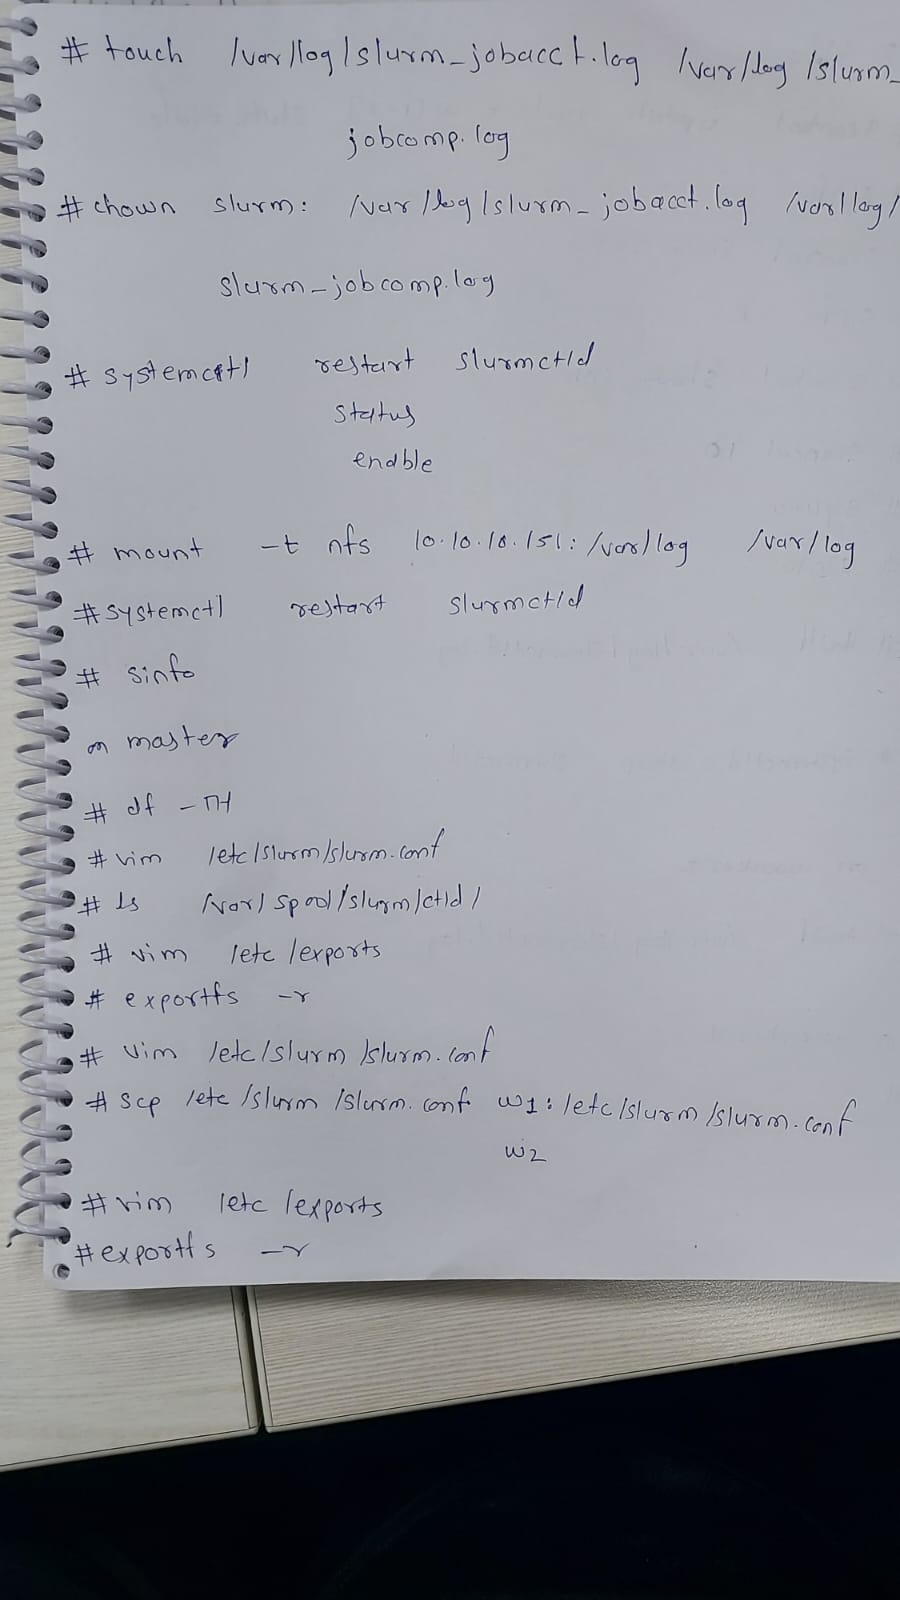 # touch /var/log/slurm_jobacct.log /var/log/slurm_
jobcomp.log
# chown slurm: /var/log/slurm_jobacct.log /var/log/
slurm_jobcomp.log
# systemctl restart slurmctld
status
enable
# mount -t nfs 10.10.10.151:/var/log /var/log
# systemctl restart slurmctld
# sinfo
on master
# df -TH
# vim /etc/slurm/slurm.conf
# ls /var/spool/slurm/ctld/
# vim /etc/exports
# exportfs -r
# vim /etc/slurm/slurm.conf
# scp /etc/slurm/slurm.conf w1:/etc/slurm/slurm.conf
w2
# vim /etc/exports
# exportfs -r